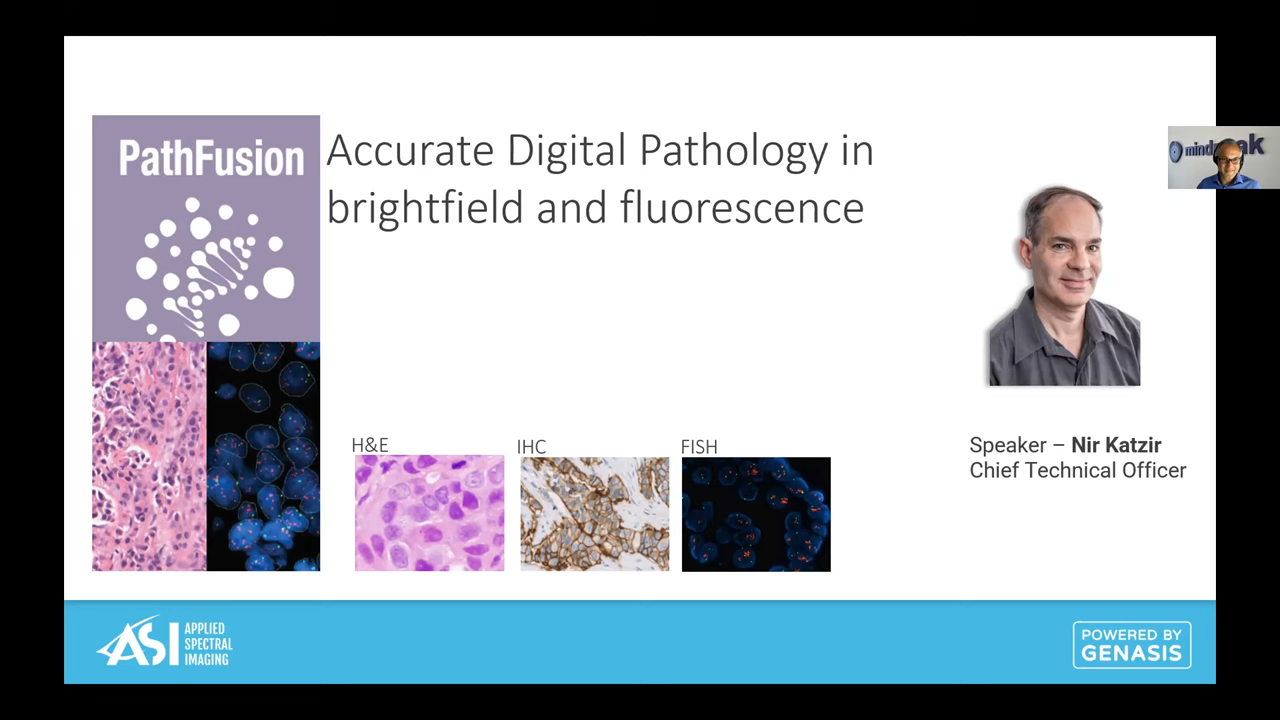 PathFusion
Accurate Digital Pathology in
brightfield and fluorescence
H&E
IHC
FISH
Speaker – Nir Katzir
Chief Technical Officer
ASI
APPLIED
SPECTRAL
IMAGING
POWERED BY
GENASIS